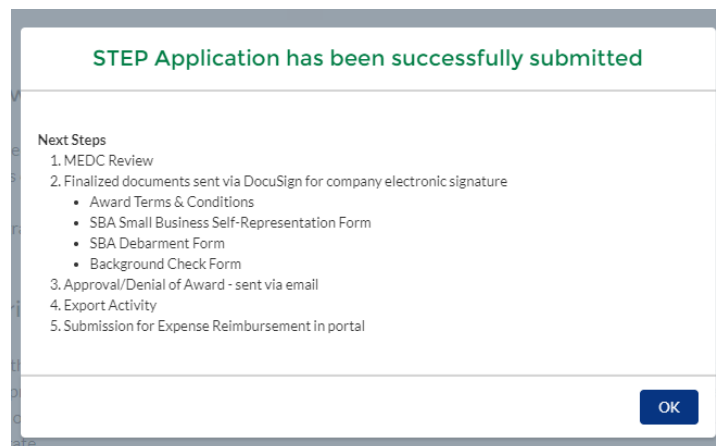 STEP Application has been successfully submitted
Next Steps
1. MEDC Review
2. Finalized documents sent via DocuSign for company electronic signature
• Award Terms & Conditions
• SBA Small Business Self-Representation Form
• SBA Debarment Form
• Background Check Form
3. Approval/Denial of Award - sent via email
4. Export Activity
5. Submission for Expense Reimbursement in portal
OK